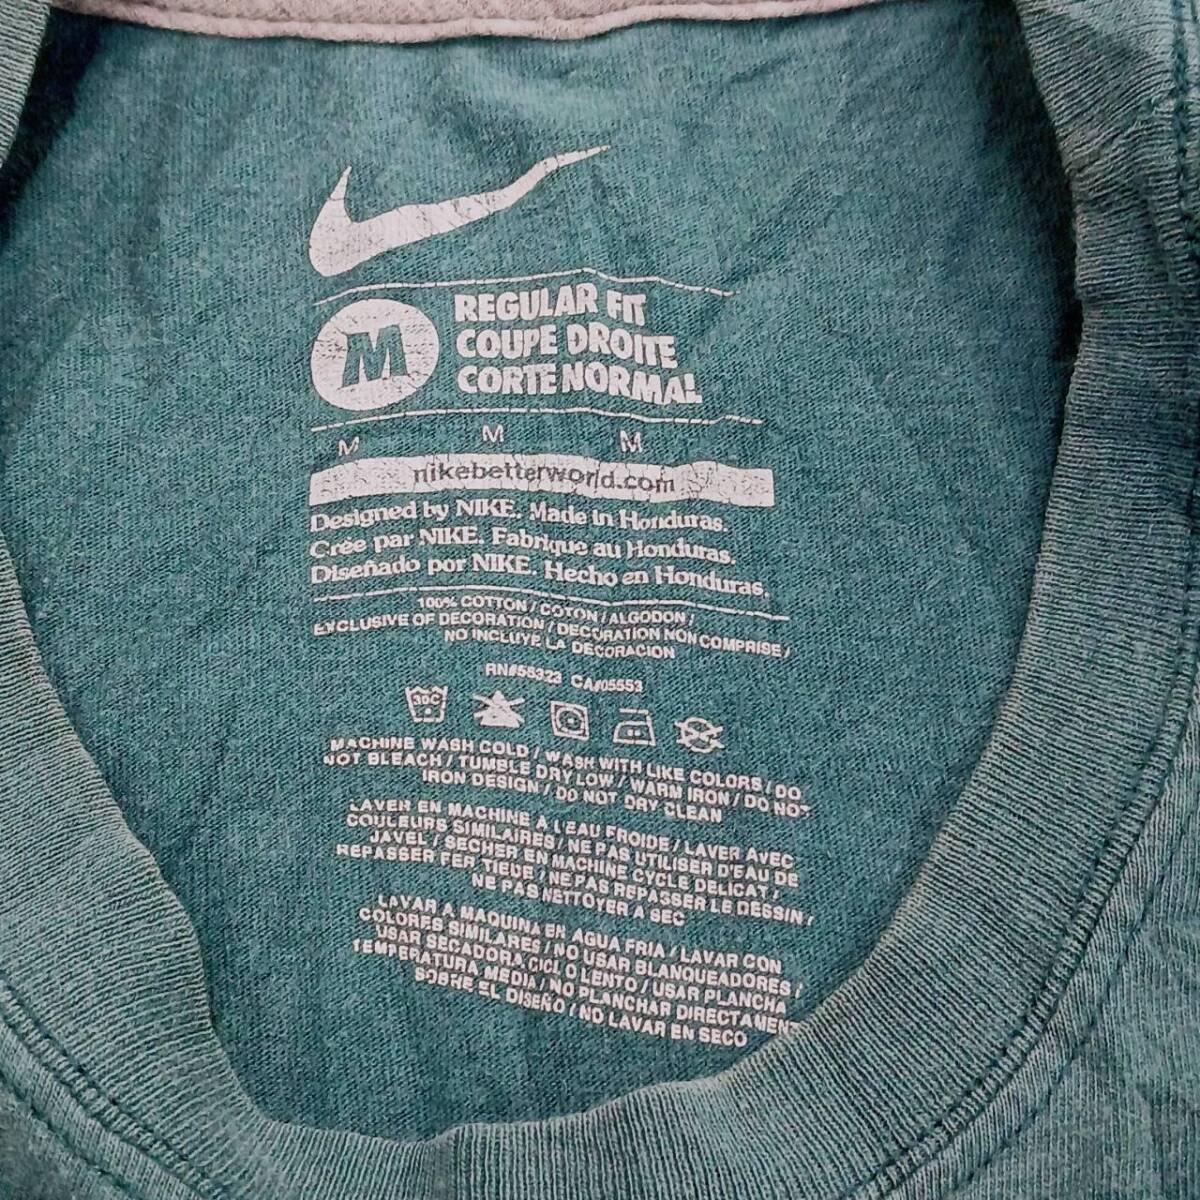 M
REGULAR FIT
COUPE DROITE
CORTE NORMAL
M M M
nikebetterworld.com
Designed by NIKE. Made in Honduras.
Crée par NIKE. Fabrique au Honduras.
Diseñado por NIKE. Hecho en Honduras.
100% COTTON / COTON / ALGODON /
EXCLUSIVE OF DECORATION / DECORATION NON COMPRISE /
NO INCLUYE LA DECORACION
RN#56323 CA#05553
30C
MACHINE WASH COLD / WASH WITH LIKE COLORS / DO
NOT BLEACH / TUMBLE DRY LOW / WARM IRON / DO NOT
IRON DESIGN / DO NOT DRY CLEAN
LAVER EN MACHINE A L'EAU FROIDE / LAVER AVEC
COULEURS SIMILAIRES / NE PAS UTILISER D'EAU DE
JAVEL / SECHER EN MACHINE CYCLE DELICAT /
REPASSER FER TIEDE / NE PAS REPASSER LE DESSIN /
NE PAS NETTOYER A SEC
LAVAR A MAQUINA EN AGUA FRIA / LAVAR CON
COLORES SIMILARES / NO USAR BLANQUEADORES /
USAR SECADORA CICLO LENTO / USAR PLANCHA
TEMPERATURA MEDIA / NO PLANCHAR DIRECTAMENT
SOBRE EL DISEÑO / NO LAVAR EN SECO